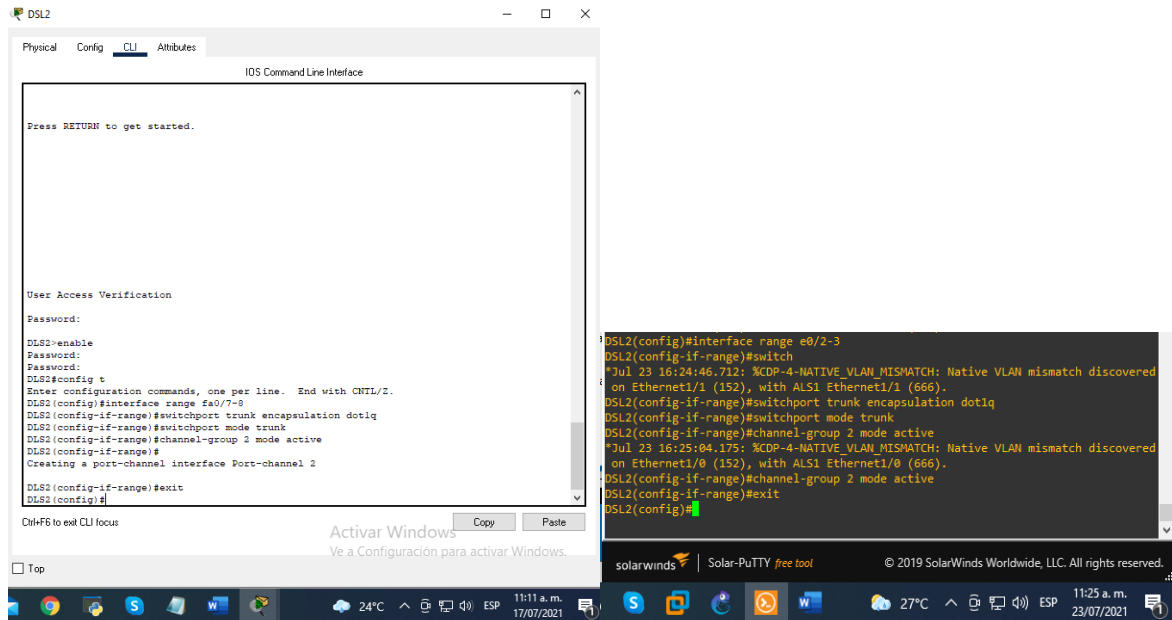 DSL2
Physical Config CLI Attributes
IOS Command Line Interface
Press RETURN to get started.
User Access Verification
Password:
DLS2>enable
Password:
Password:
DLS2#config t
Enter configuration commands, one per line. End with CNTL/Z.
DLS2(config)#interface range fa0/7-8
DLS2(config-if-range)#switchport trunk encapsulation dot1q
DLS2(config-if-range)#switchport mode trunk
DLS2(config-if-range)#channel-group 2 mode active
DLS2(config-if-range)#
Creating a port-channel interface Port-channel 2
DLS2(config-if-range)#exit
DLS2(config)#
Ctrl+F6 to exit CLI focus
Copy Paste
Activar Windows
Ve a Configuración para activar Windows.
Top
24°C ESP 11:11 a. m.
17/07/2021
DSL2(config)#interface range e0/2-3
DSL2(config-if-range)#switch
*Jul 23 16:24:46.712: %CDP-4-NATIVE_VLAN_MISMATCH: Native VLAN mismatch discovered
on Ethernet1/1 (152), with ALS1 Ethernet1/1 (666).
DSL2(config-if-range)#switchport trunk encapsulation dot1q
DSL2(config-if-range)#switchport mode trunk
DSL2(config-if-range)#channel-group 2 mode active
*Jul 23 16:25:04.175: %CDP-4-NATIVE_VLAN_MISMATCH: Native VLAN mismatch discovered
on Ethernet1/0 (152), with ALS1 Ethernet1/0 (666).
DSL2(config-if-range)#channel-group 2 mode active
DSL2(config-if-range)#exit
DSL2(config)#
solarwinds Solar-PuTTY free tool © 2019 SolarWinds Worldwide, LLC. All rights reserved.
27°C ESP 11:25 a. m.
23/07/2021